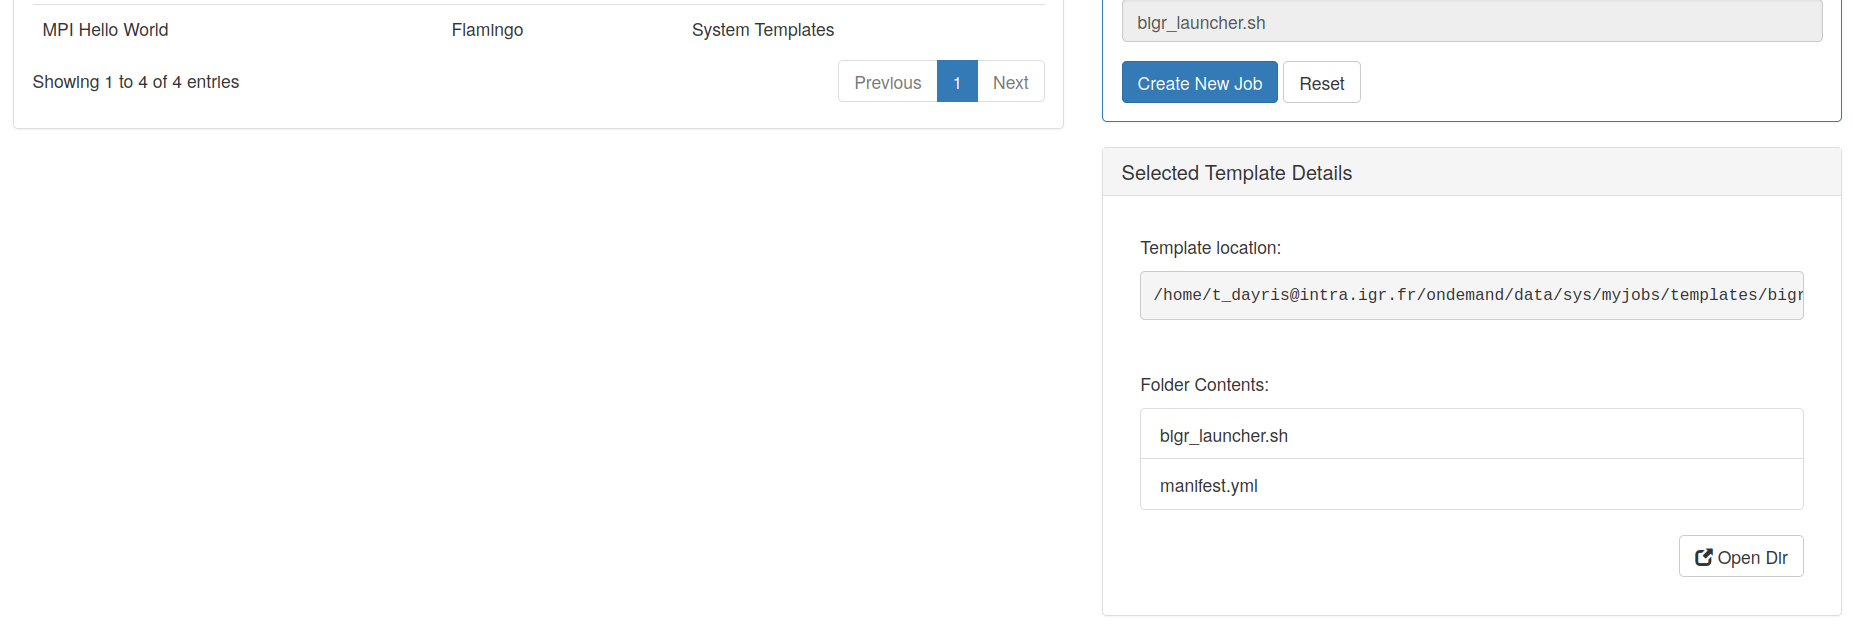 MPI Hello World Flamingo System Templates
Showing 1 to 4 of 4 entries
Previous 1 Next
bigr_launcher.sh
Create New Job Reset
Selected Template Details
Template location:
/home/t_dayris@intra.igr.fr/ondemand/data/sys/myjobs/templates/bigr
Folder Contents:
bigr_launcher.sh
manifest.yml
Open Dir